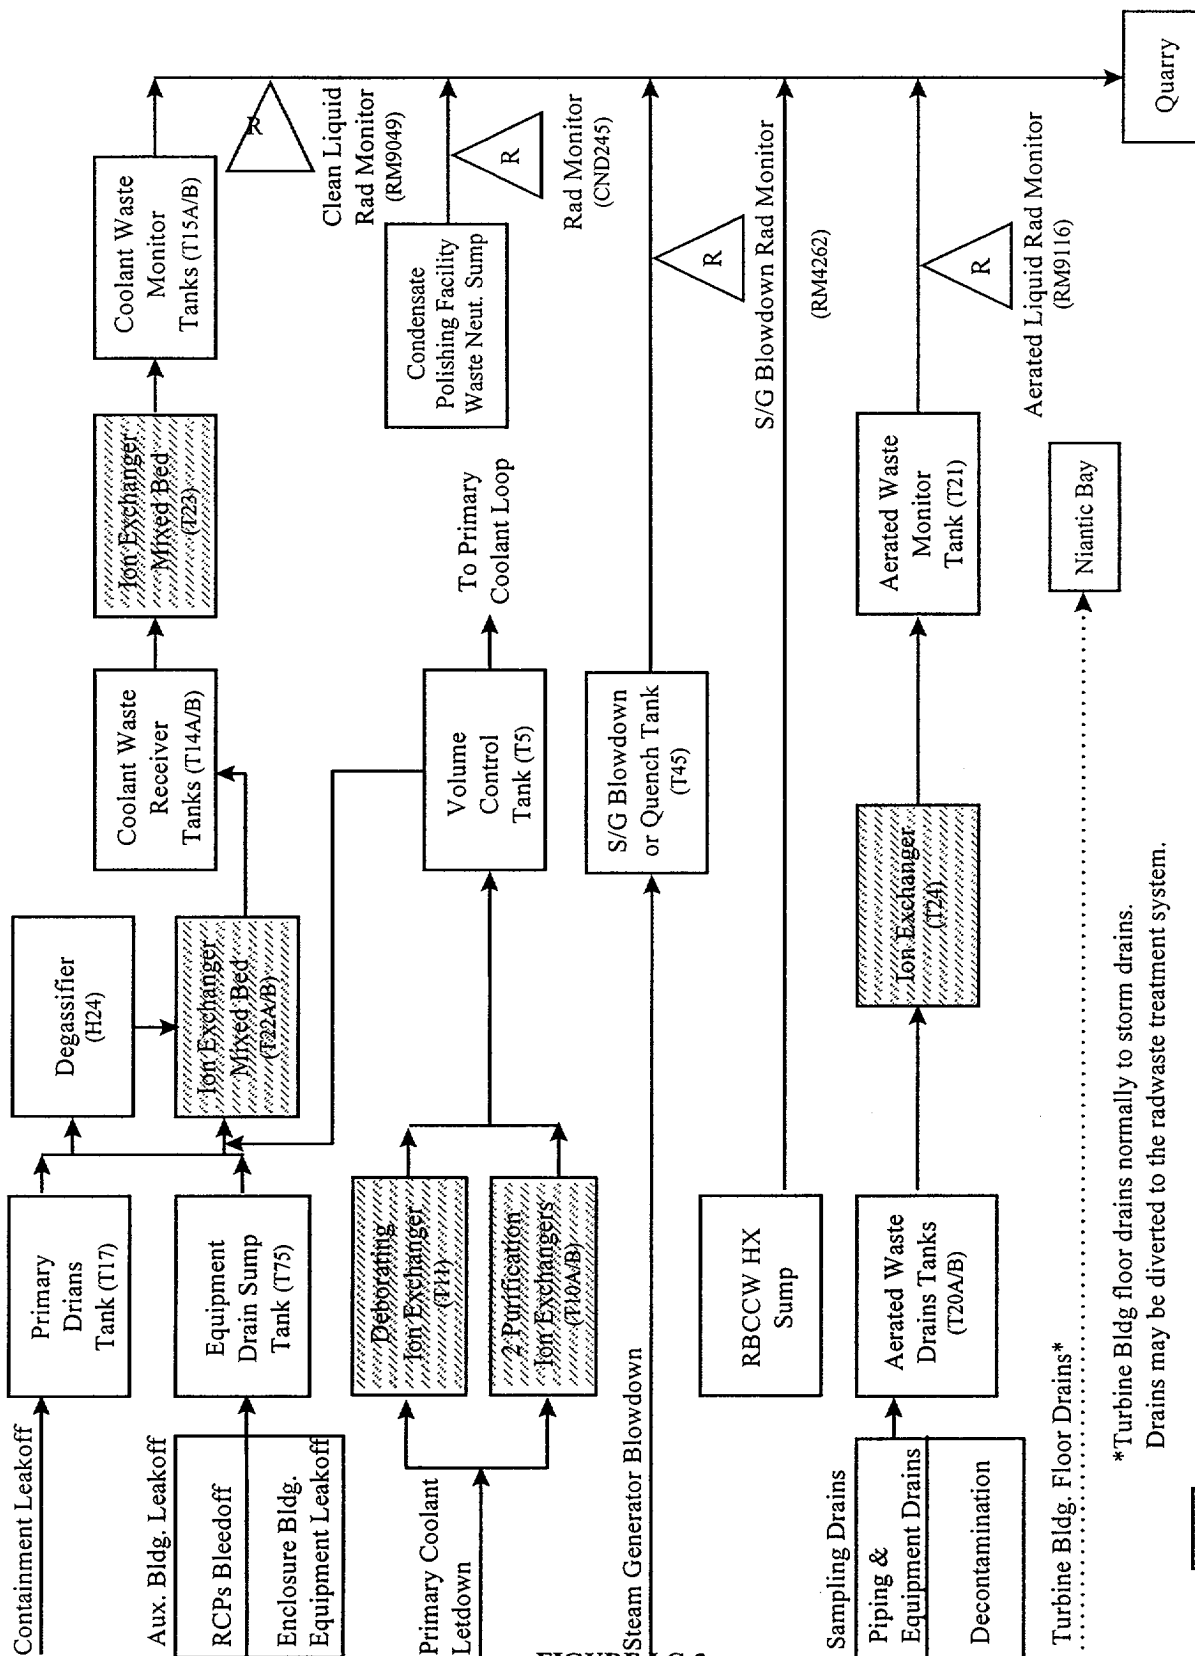 Containment Leakoff
Primary
Drians
Tank (T17)
Degassifier
(H24)
Aux. Bldg. Leakoff
RCPs Bleedoff
Enclosure Bldg.
Equipment Leakoff
Equipment
Drain Sump
Tank (T75)
Ion Exchanger
Mixed Bed
(T22A/B)
Coolant Waste
Receiver
Tanks (T14A/B)
Ion Exchanger
Mixed Bed
(T23)
Coolant Waste
Monitor
Tanks (T15A/B)
R
Clean Liquid
Rad Monitor
(RM9049)
Primary Coolant
Letdown
Deborating
Ion Exchanger
(T11)
2 Purification
Ion Exchangers
(T10A/B)
Volume
Control
Tank (T5)
To Primary
Coolant Loop
Condensate
Polishing Facility
Waste Neut. Sump
R
Rad Monitor
(CND245)
Steam Generator Blowdown
S/G Blowdown
or Quench Tank
(T45)
R
S/G Blowdown Rad Monitor
(RM4262)
RBCCW HX
Sump
Sampling Drains
Piping &
Equipment Drains
Decontamination
Aerated Waste
Drains Tanks
(T20A/B)
Ion Exchanger
(T24)
Aerated Waste
Monitor
Tank (T21)
R
Aerated Liquid Rad Monitor
(RM9116)
Turbine Bldg. Floor Drains*
Niantic Bay
Quarry
*Turbine Bldg floor drains normally to storm drains.
Drains may be diverted to the radwaste treatment system.